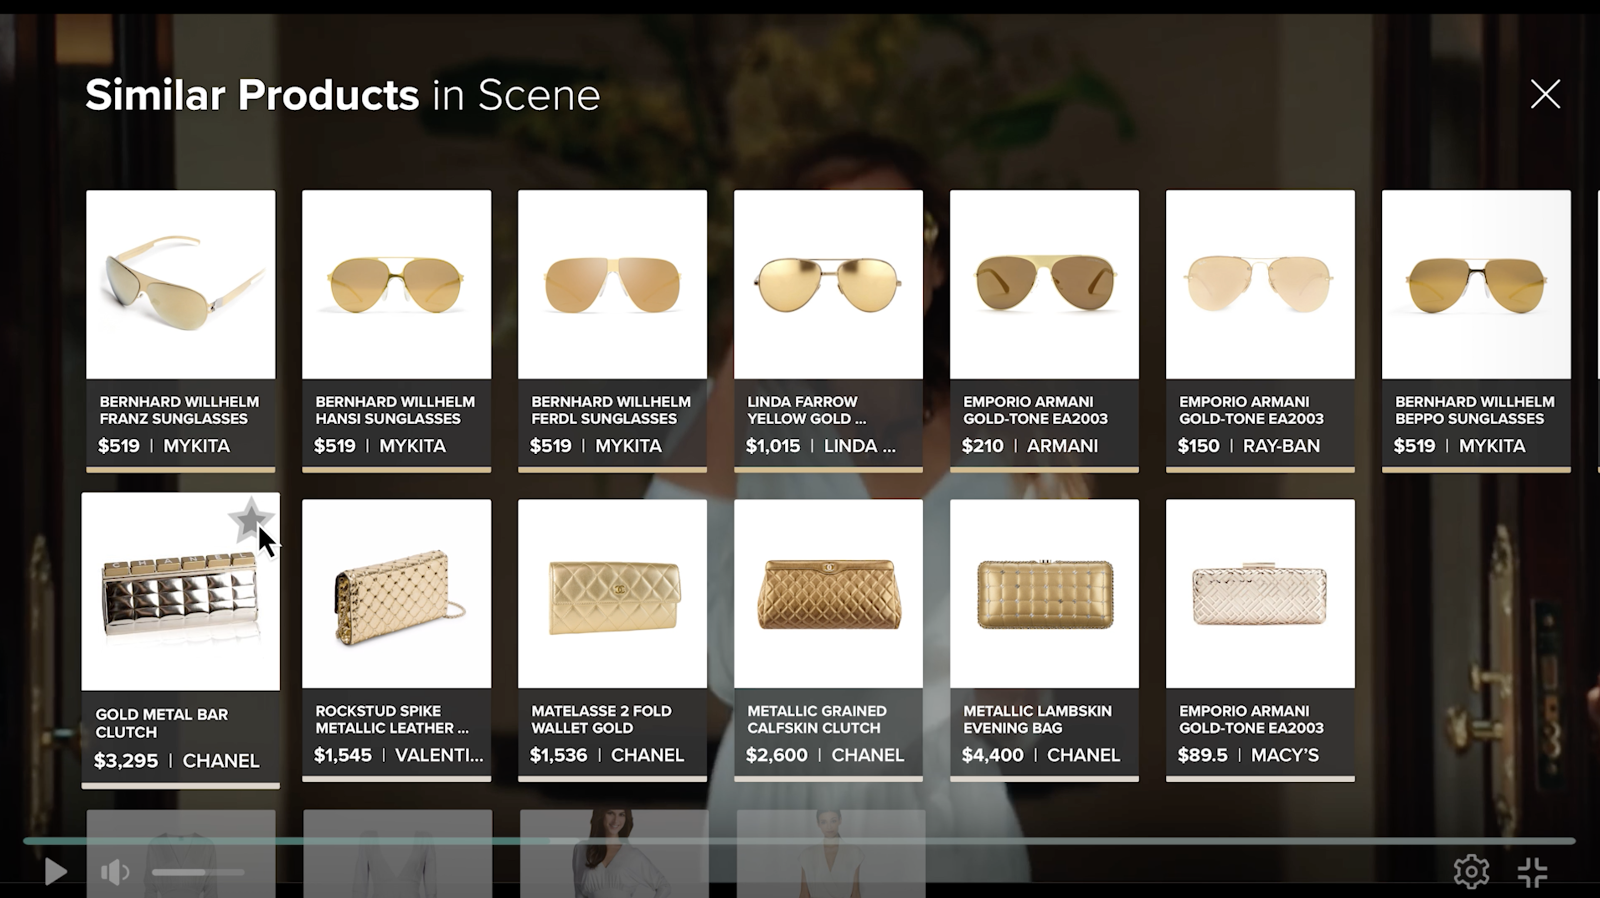 Similar Products in Scene
BERNHARD WILLHELM
FRANZ SUNGLASSES
$519 | MYKITA
BERNHARD WILLHELM
HANSI SUNGLASSES
$519 | MYKITA
BERNHARD WILLHELM
FERDL SUNGLASSES
$519 | MYKITA
LINDA FARROW
YELLOW GOLD ...
$1,015 | LINDA ...
EMPORIO ARMANI
GOLD-TONE EA2003
$210 | ARMANI
EMPORIO ARMANI
GOLD-TONE EA2003
$150 | RAY-BAN
BERNHARD WILLHELM
BEPPO SUNGLASSES
$519 | MYKITA
CHANEL
GOLD METAL BAR
CLUTCH
$3,295 | CHANEL
ROCKSTUD SPIKE
METALLIC LEATHER ...
$1,545 | VALENTI...
MATELASSE 2 FOLD
WALLET GOLD
$1,536 | CHANEL
METALLIC GRAINED
CALFSKIN CLUTCH
$2,600 | CHANEL
METALLIC LAMBSKIN
EVENING BAG
$4,400 | CHANEL
EMPORIO ARMANI
GOLD-TONE EA2003
$89.5 | MACY'S